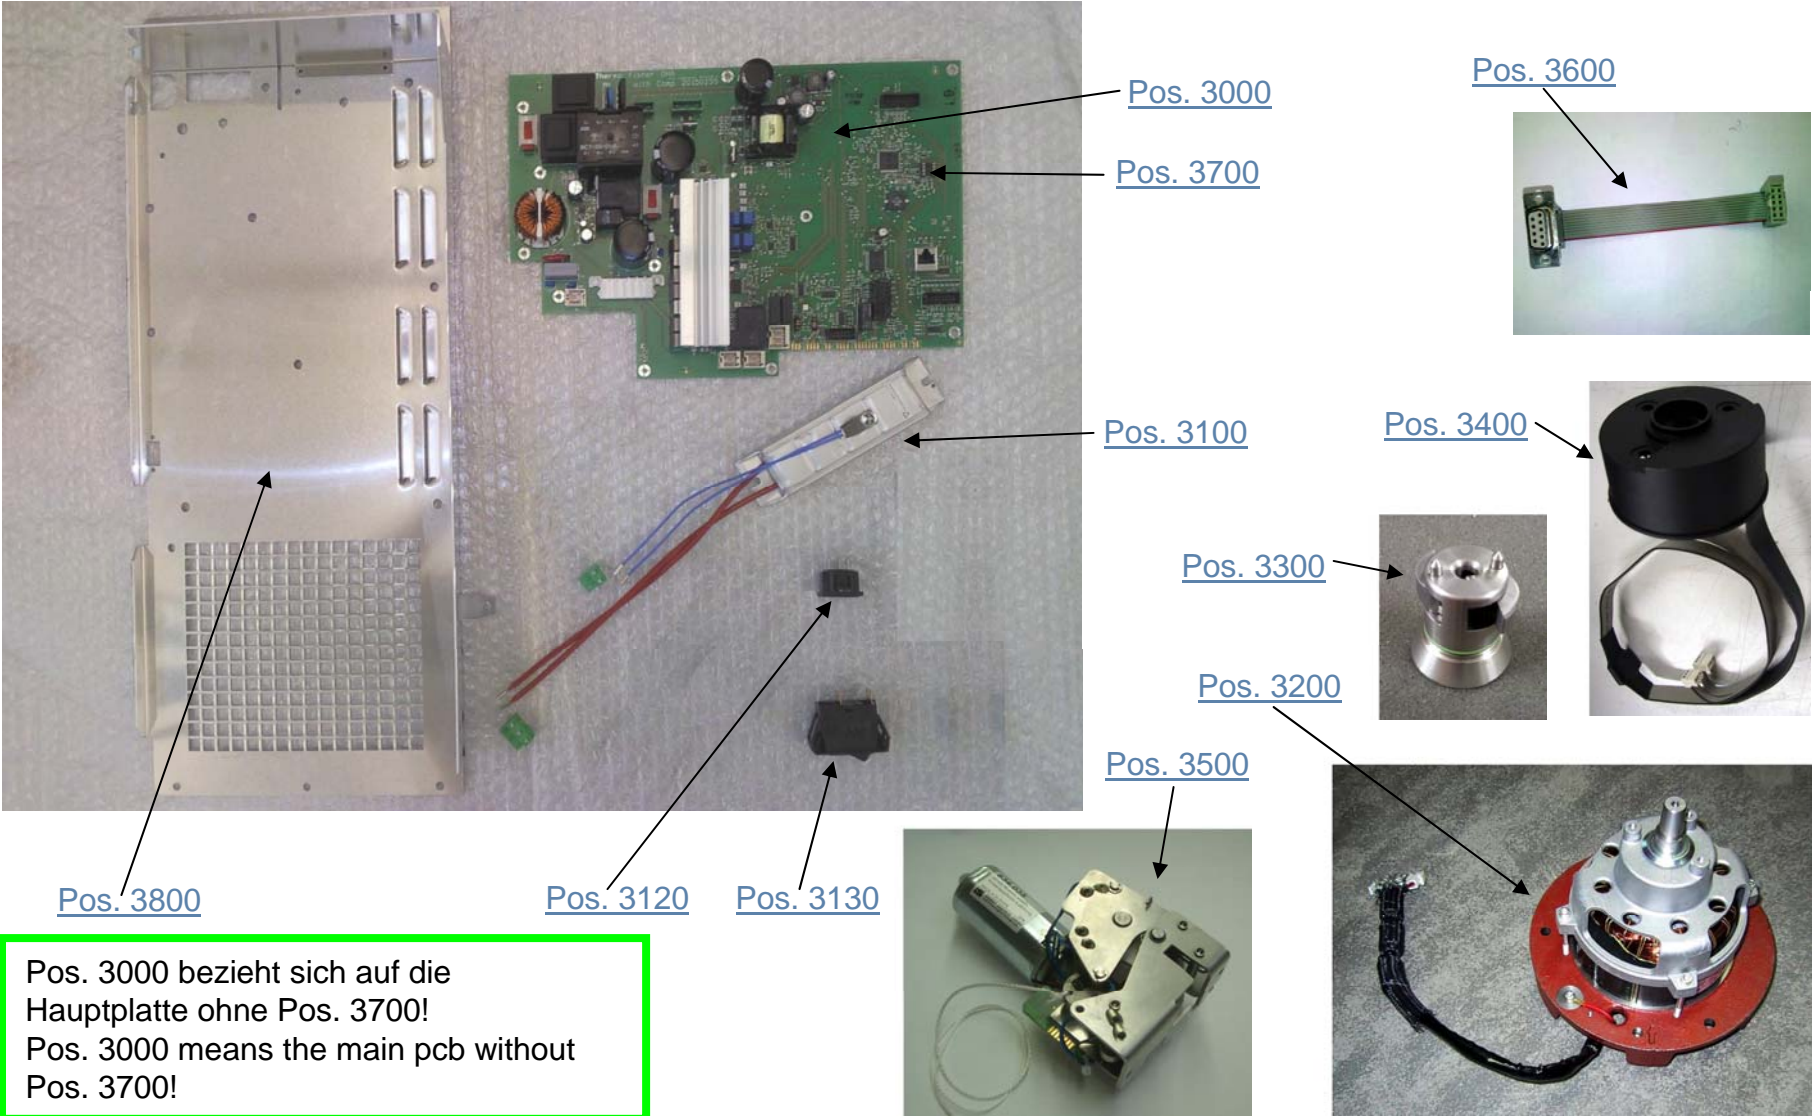 Pos. 3000
Pos. 3600
Pos. 3700
Pos. 3100
Pos. 3400
Pos. 3300
Pos. 3200
Pos. 3500
Pos. 3800
Pos. 3120
Pos. 3130
Pos. 3000 bezieht sich auf die
Hauptplatte ohne Pos. 3700!
Pos. 3000 means the main pcb without
Pos. 3700!